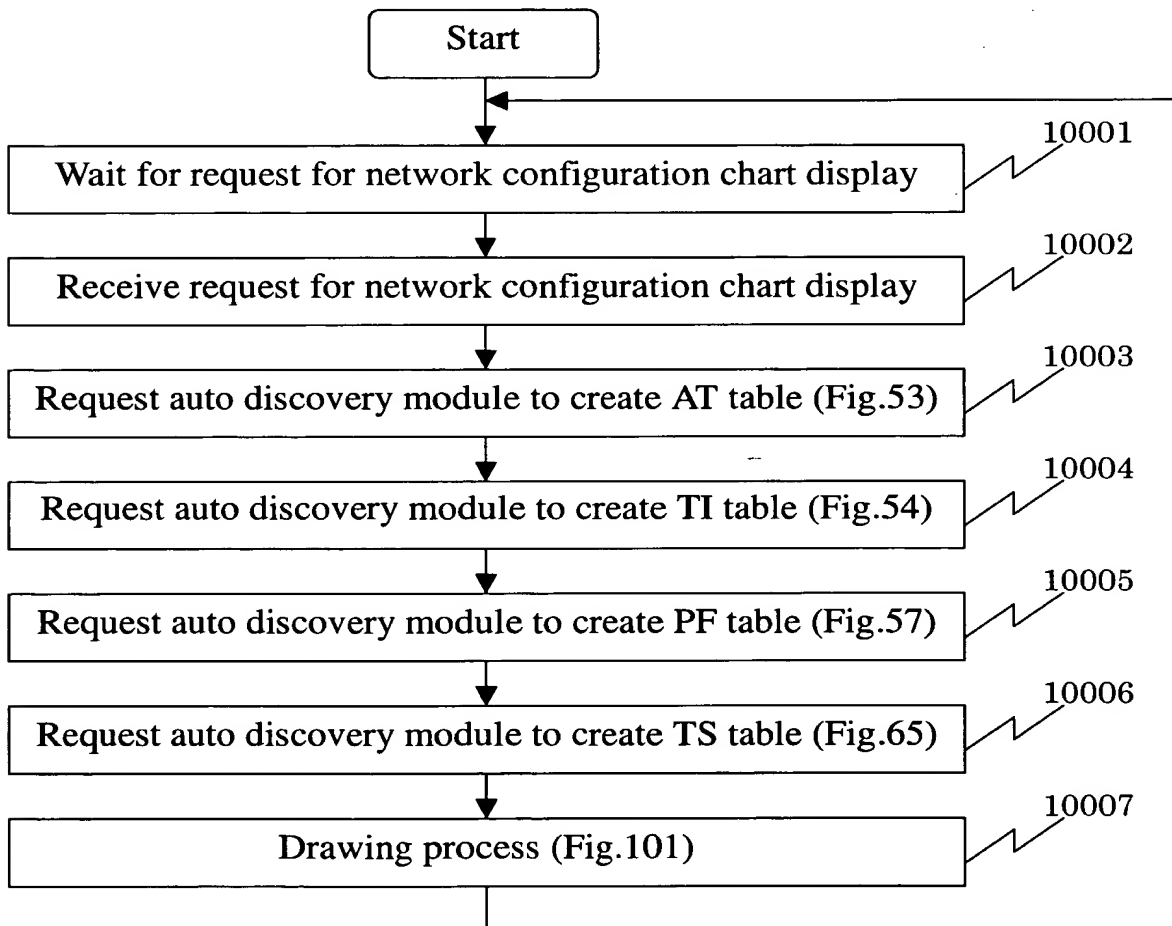 Start
10001
Wait for request for network configuration chart display
10002
Receive request for network configuration chart display
10003
Request auto discovery module to create AT table (Fig.53)
10004
Request auto discovery module to create TI table (Fig.54)
10005
Request auto discovery module to create PF table (Fig.57)
10006
Request auto discovery module to create TS table (Fig.65)
10007
Drawing process (Fig.101)